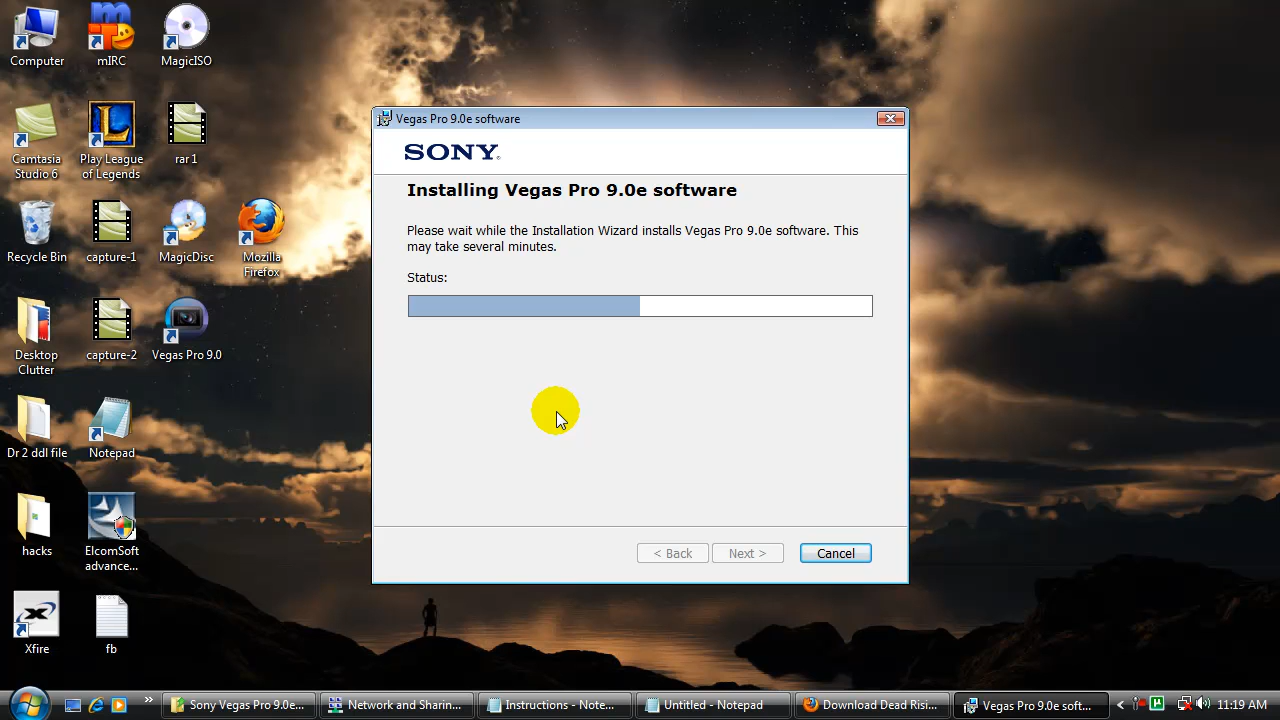 Computer
mIRC
MagicISO
Camtasia
Studio 6
Play League
of Legends
rar1
Recycle Bin
capture-1
MagicDisc
Mozilla
Firefox
Desktop
Clutter
capture-2
Vegas Pro 9.0
Dr 2 ddl file
Notepad
hacks
ElcomSoft
advance...
Xfire
fb
Vegas Pro 9.0e software
SONY
Installing Vegas Pro 9.0e software
Please wait while the Installation Wizard installs Vegas Pro 9.0e software. This
may take several minutes.
Status:
< Back
Next >
Cancel
Sony Vegas Pro 9.0e...
Network and Sharin...
Instructions - Note...
Untitled - Notepad
Download Dead Risi...
Vegas Pro 9.0e soft...
11:19 AM